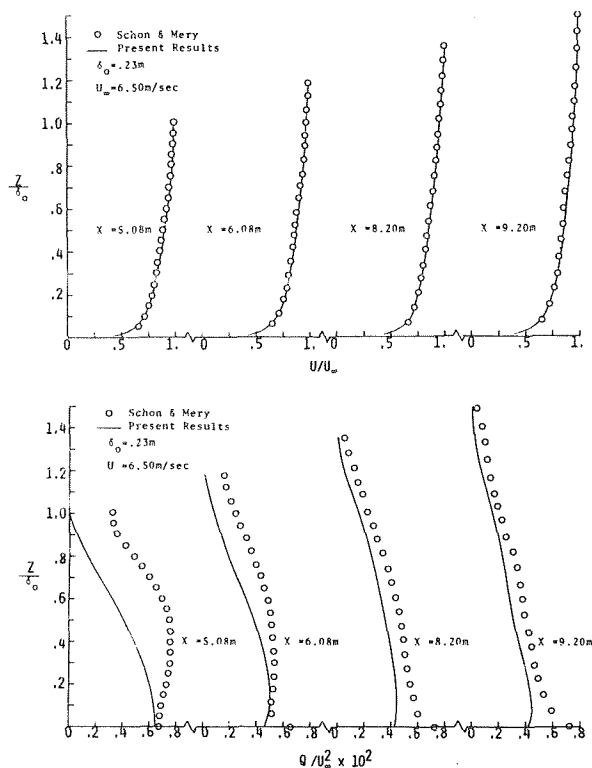 1.4
1.2
1.0
.8
.6
.4
.2
0
Z/δo
o Schon & Mery
— Present Results
δo = .23m
U∞ = 6.50m/sec
X = 5.08m
X = 6.08m
X = 8.20m
X = 9.20m
0 .5 1. 0 .5 1. 0 .5 1. 0 .5 1.
U/U∞
1.4
1.2
1.0
.8
.6
.4
.2
0
Z/δo
o Schon & Mery
— Present Results
δo = .23m
U = 6.50m/sec
X = 5.08m
X = 6.08m
X = 8.20m
X = 9.20m
0 .2 .4 .6 .8 0 .2 .4 .6 .8 0 .2 .4 .6 .8 0 .2 .4 .6 .8
Q/U∞² x 10²